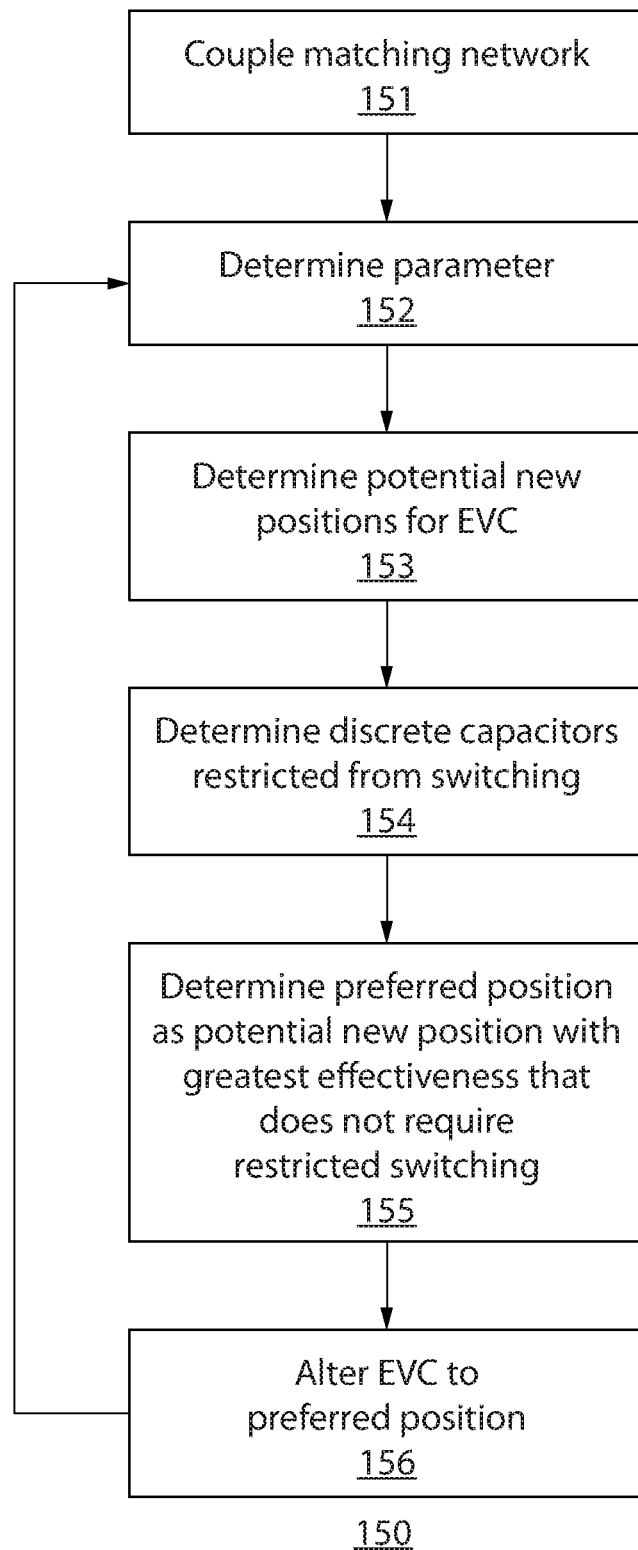 Couple matching network
151
Determine parameter
152
Determine potential new
positions for EVC
153
Determine discrete capacitors
restricted from switching
154
Determine preferred position
as potential new position with
greatest effectiveness that
does not require
restricted switching
155
Alter EVC to
preferred position
156
150